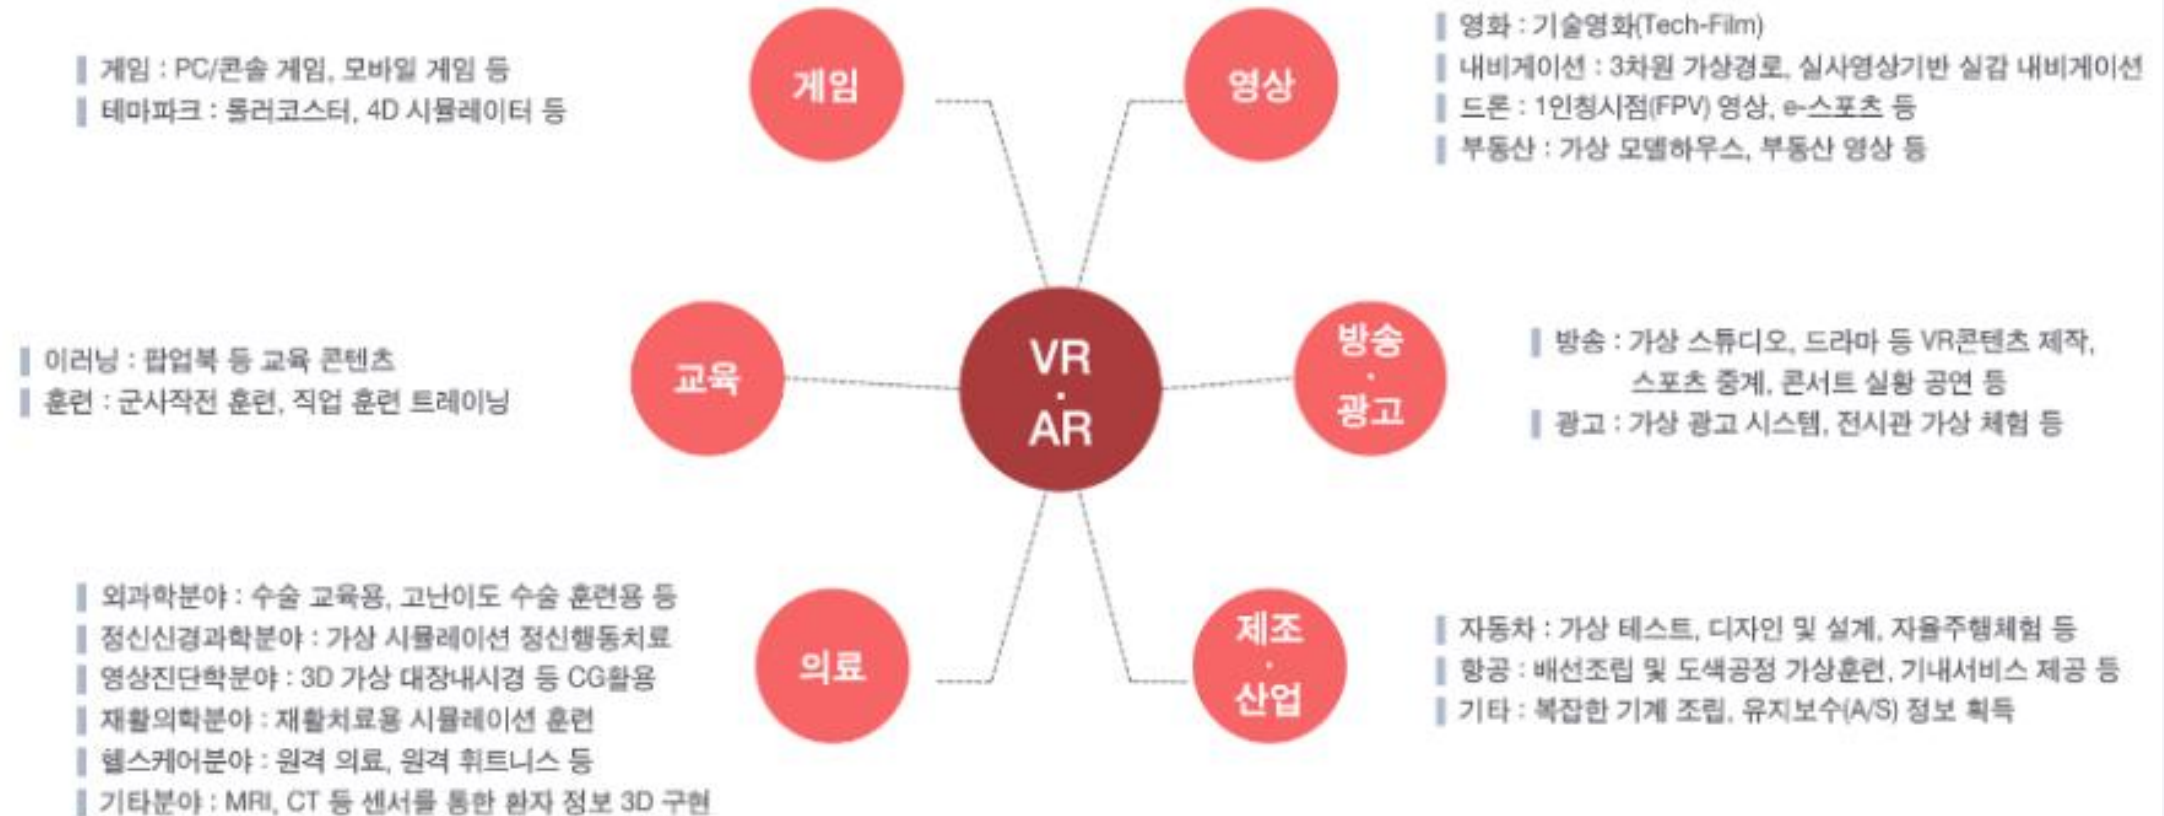 게임
게임 : PC/콘솔 게임, 모바일 게임 등
테마파크 : 롤러코스터, 4D 시뮬레이터 등
영상
영화 : 기술영화(Tech-Film)
내비게이션 : 3차원 가상경로, 실사영상기반 실감 내비게이션
드론 : 1인칭시점(FPV) 영상, e-스포츠 등
부동산 : 가상 모델하우스, 부동산 영상 등
교육
이러닝 : 팝업북 등 교육 콘텐츠
훈련 : 군사작전 훈련, 직업 훈련 트레이닝
VR
·
AR
방송
·
광고
방송 : 가상 스튜디오, 드라마 등 VR콘텐츠 제작,
스포츠 중계, 콘서트 실황 공연 등
광고 : 가상 광고 시스템, 전시관 가상 체험 등
의료
외과학분야 : 수술 교육용, 고난이도 수술 훈련용 등
정신신경과학분야 : 가상 시뮬레이션 정신행동치료
영상진단학분야 : 3D 가상 대장내시경 등 CG활용
재활의학분야 : 재활치료용 시뮬레이션 훈련
헬스케어분야 : 원격 의료, 원격 휘트니스 등
기타분야 : MRI, CT 등 센서를 통한 환자 정보 3D 구현
제조
·
산업
자동차 : 가상 테스트, 디자인 및 설계, 자율주행체험 등
항공 : 배선조립 및 도색공정 가상훈련, 기내서비스 제공 등
기타 : 복잡한 기계 조립, 유지보수(A/S) 정보 획득